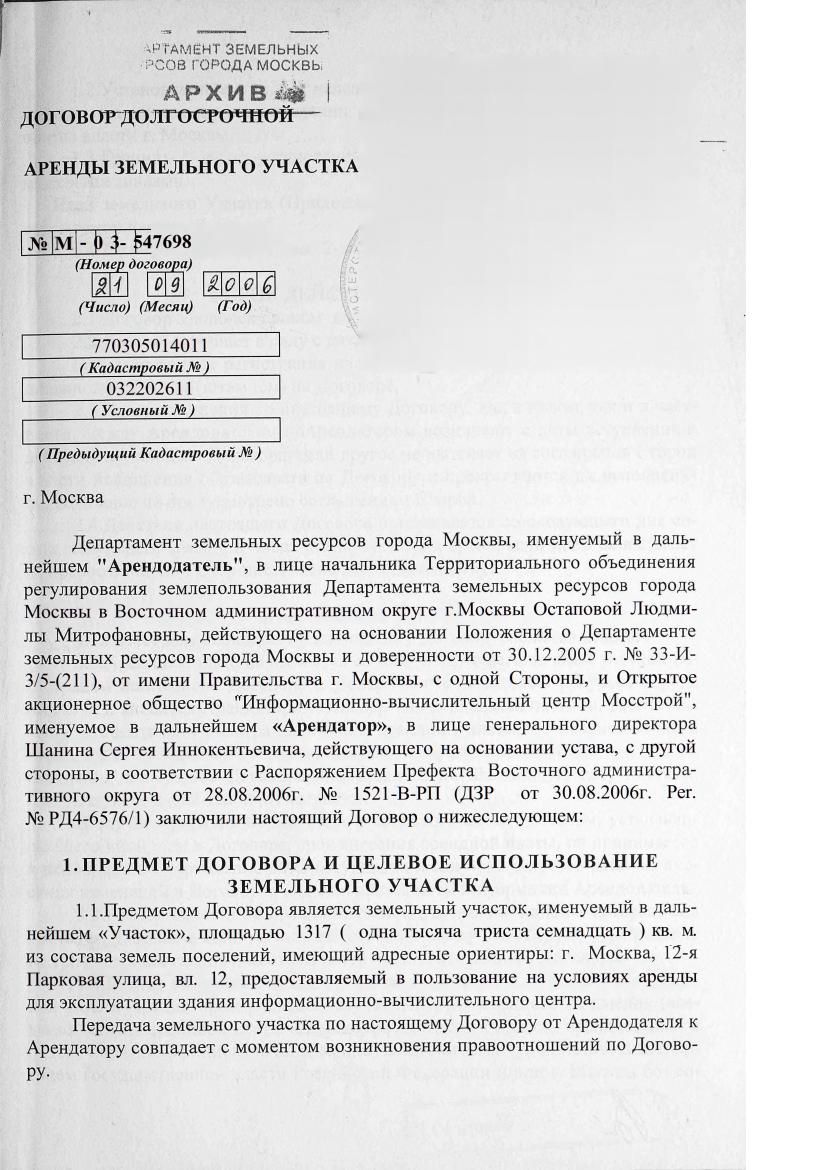 АРТАМЕНТ ЗЕМЕЛЬНЫХ
РСОВ ГОРОДА МОСКВЫ
АРХИВ
ДОГОВОР ДОЛГОСРОЧНОЙ
АРЕНДЫ ЗЕМЕЛЬНОГО УЧАСТКА
№ М - 0 3- 547698
(Номер договора)
21 09 2006
(Число) (Месяц) (Год)
770305014011
( Кадастровый № )
032202611
( Условный № )
( Предыдущий Кадастровый № )
г. Москва
Департамент земельных ресурсов города Москвы, именуемый в даль-
нейшем "Арендодатель", в лице начальника Территориального объединения
регулирования землепользования Департамента земельных ресурсов города
Москвы в Восточном административном округе г.Москвы Остаповой Людми-
лы Митрофановны, действующего на основании Положения о Департаменте
земельных ресурсов города Москвы и доверенности от 30.12.2005 г. № 33-И-
3/5-(211), от имени Правительства г. Москвы, с одной Стороны, и Открытое
акционерное общество "Информационно-вычислительный центр Мосстрой",
именуемое в дальнейшем «Арендатор», в лице генерального директора
Шанина Сергея Иннокентьевича, действующего на основании устава, с другой
стороны, в соответствии с Распоряжением Префекта Восточного администра-
тивного округа от 28.08.2006г. № 1521-В-РП (ДЗР от 30.08.2006г. Рег.
№ РД4-6576/1) заключили настоящий Договор о нижеследующем:
1. ПРЕДМЕТ ДОГОВОРА И ЦЕЛЕВОЕ ИСПОЛЬЗОВАНИЕ
ЗЕМЕЛЬНОГО УЧАСТКА
1.1.Предметом Договора является земельный участок, именуемый в даль-
нейшем «Участок», площадью 1317 ( одна тысяча триста семнадцать ) кв. м.
из состава земель поселений, имеющий адресные ориентиры: г. Москва, 12-я
Парковая улица, вл. 12, предоставляемый в пользование на условиях аренды
для эксплуатации здания информационно-вычислительного центра.
Передача земельного участка по настоящему Договору от Арендодателя к
Арендатору совпадает с моментом возникновения правоотношений по Догово-
ру.